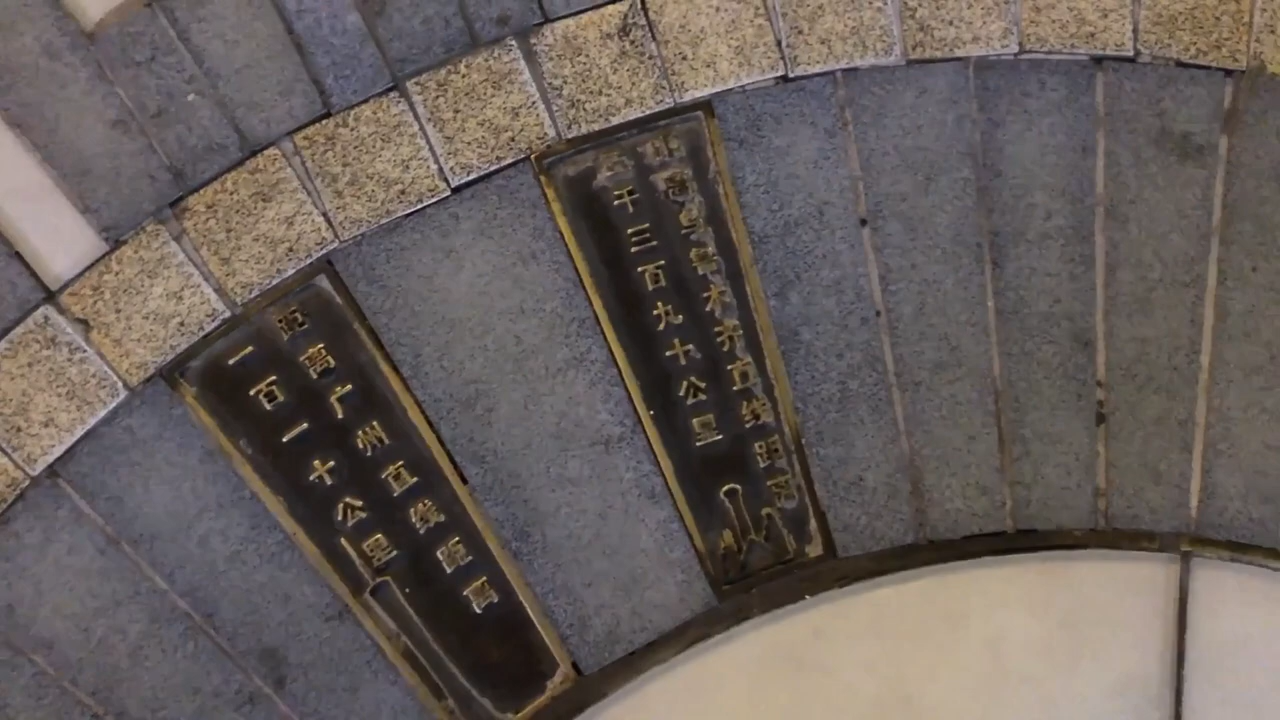 距离广州直线距离
一百一十公里
距离乌鲁木齐直线距离
千三百九十公里